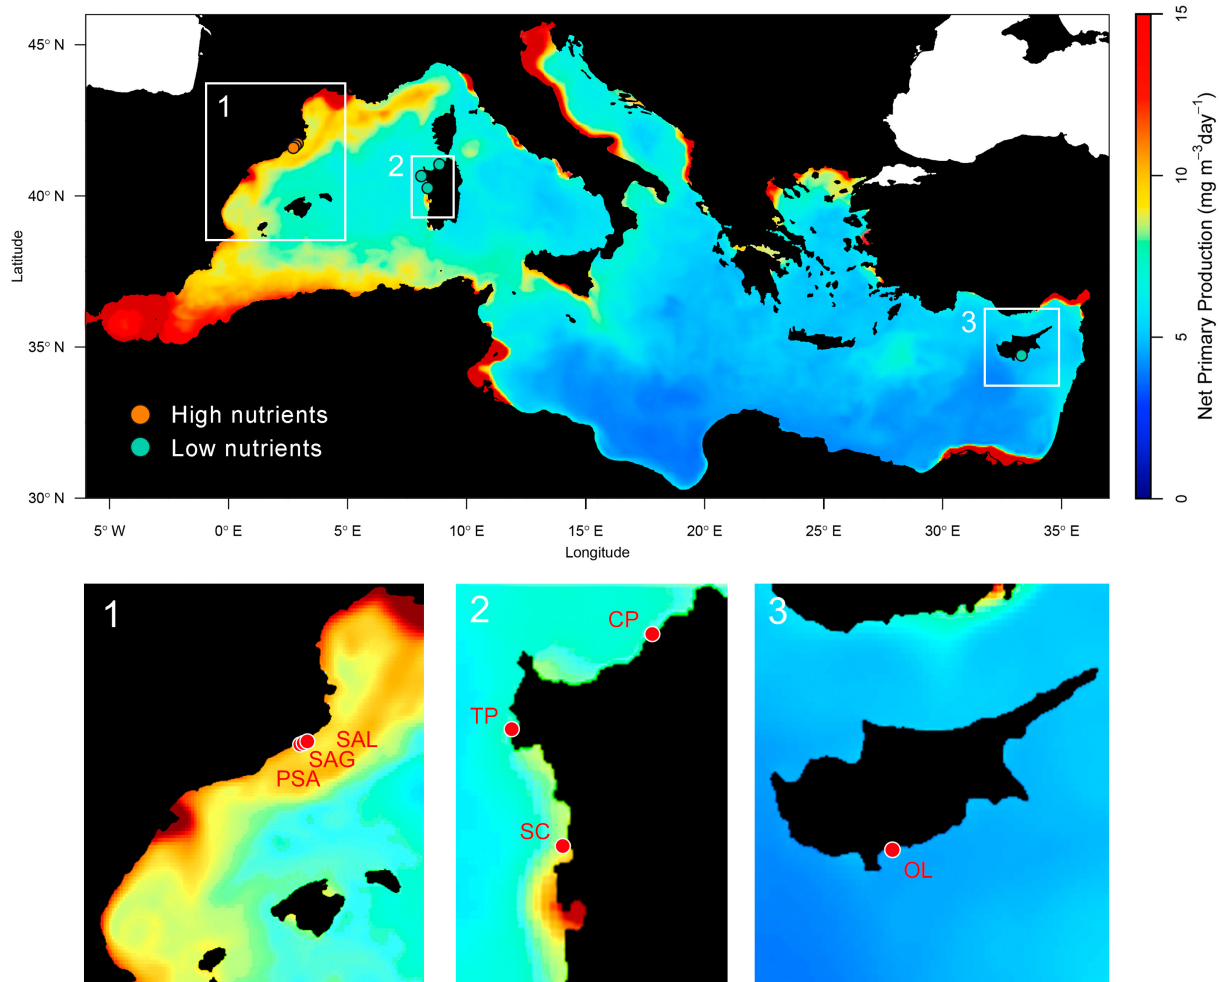 45° N
40° N
35° N
30° N
Latitude
1
2
3
High nutrients
Low nutrients
5° W
0° E
5° E
10° E
15° E
20° E
25° E
30° E
35° E
Longitude
15
10
5
0
Net Primary Production (mg m⁻³day⁻¹)
1
SAL
SAG
PSA
2
CP
TP
SC
3
OL